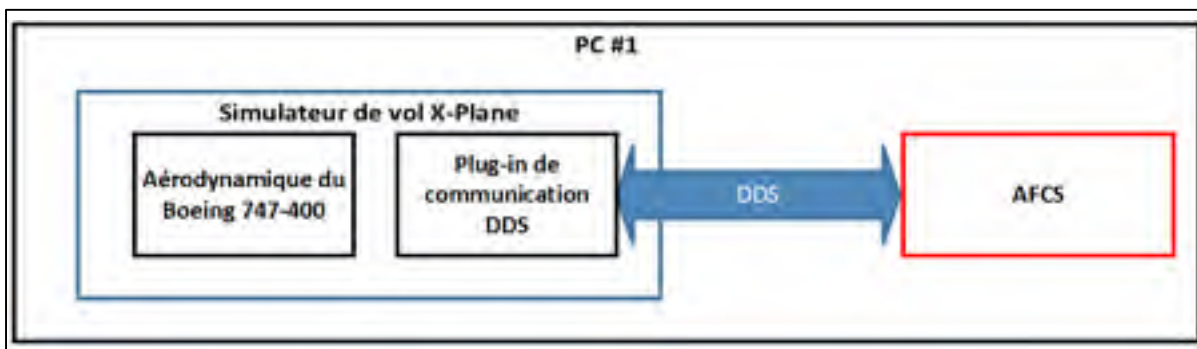 PC #1
Simulateur de vol X-Plane
Aérodynamique du
Boeing 747-400
Plug-in de
communication
DDS
DDS
AFCS